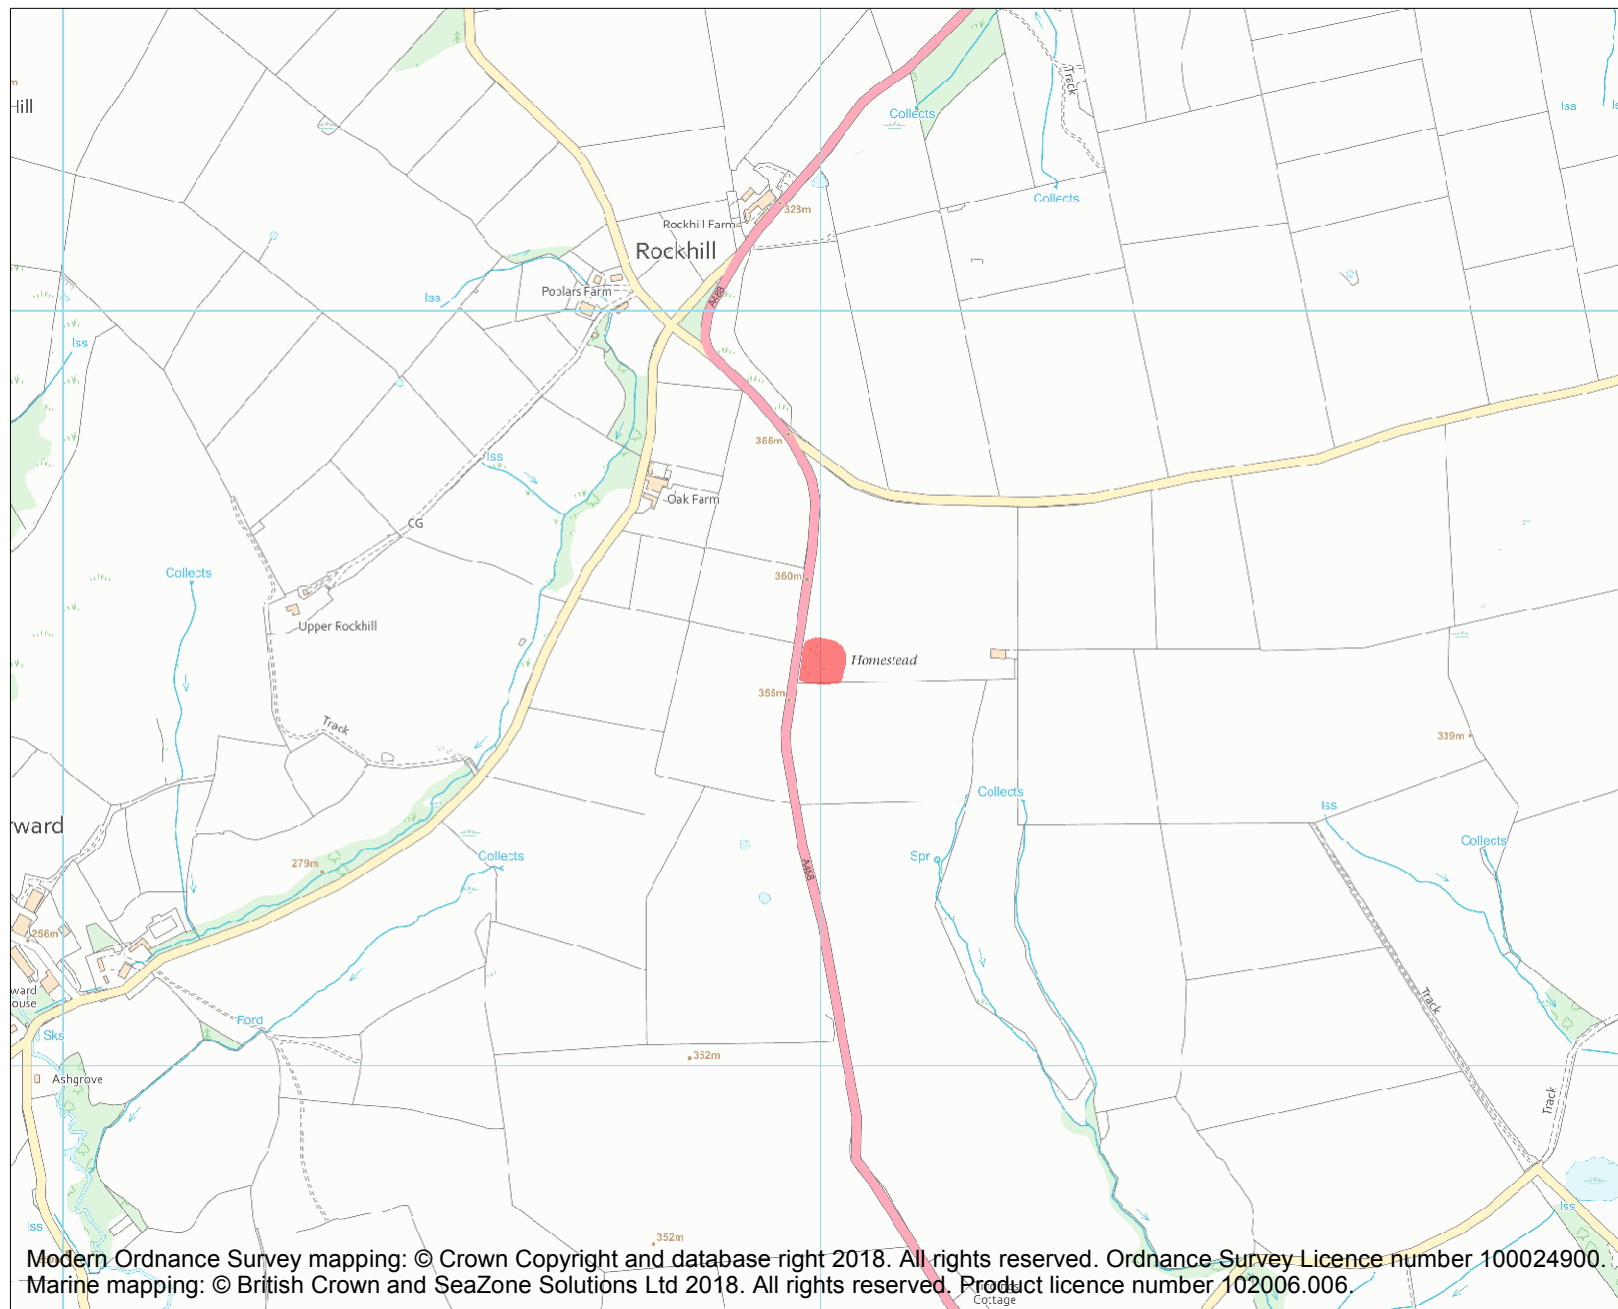 m
Hill
Track
Collects
Iss
Collects
328m
Rockhill Farm
Rockhill
Poplars Farm
Iss
A488
Iss
366m
Iss
Oak Farm
CG
Collects
360m
Upper Rockhill
Homestead
355m
Track
339m
Collects
Iss
rward
Collects
279m
Collects
Spr
A488
256m
ward
ouse
Track
Ford
Sks
352m
Ashgrove
Track
Iss
Iss
352m
Modern Ordnance Survey mapping: © Crown Copyright and database right 2018. All rights reserved. Ordnance Survey Licence number 100024900.
Marine mapping: © British Crown and SeaZone Solutions Ltd 2018. All rights reserved. Product licence number 102006.006.
Cottage